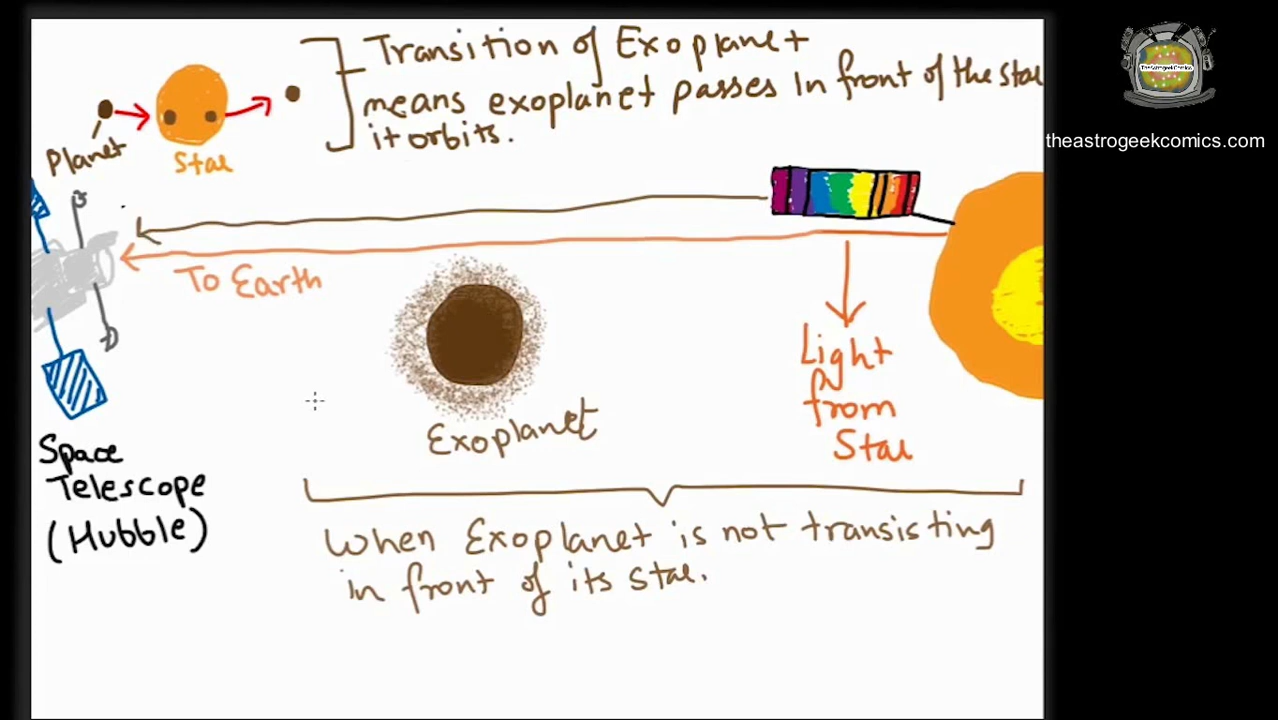 Transition of Exoplanet
means exoplanet passes in front of the star
it orbits.
Planet
Star
To Earth
Light
from
Star
Exoplanet
Space
Telescope
(Hubble)
When Exoplanet is not transisting
in front of its star.
TheAstrogeekComics
theastrogeekcomics.com